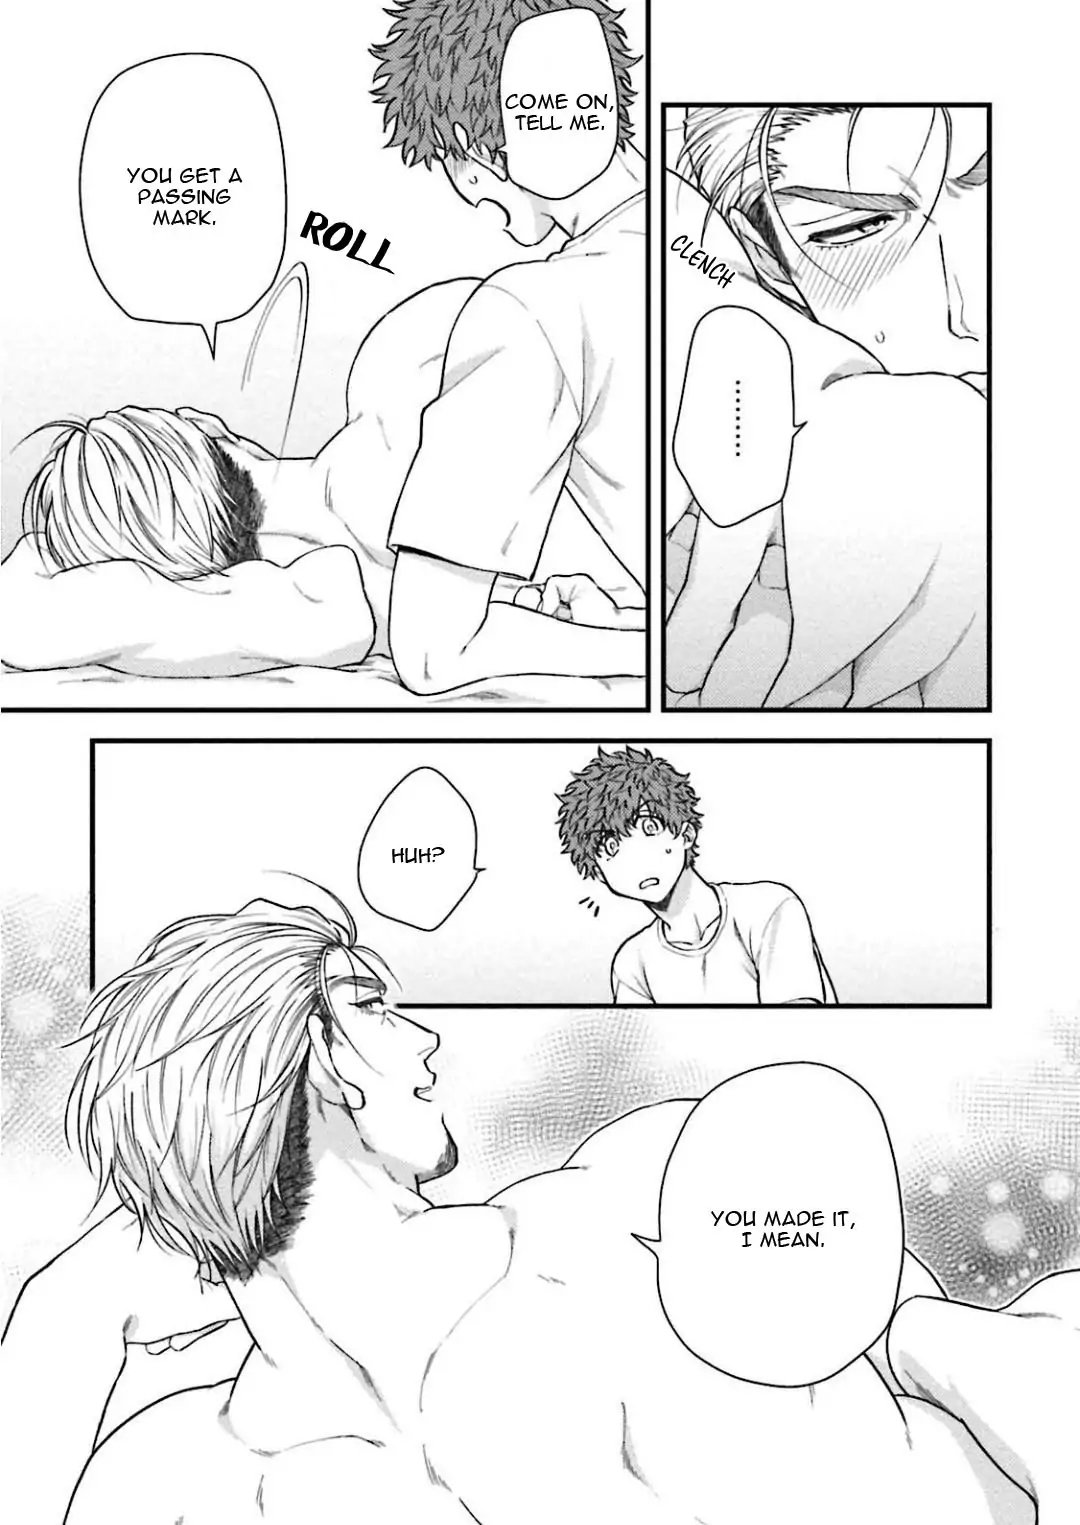 COME ON,
TELL ME.
CLENCH
.........
ROLL
YOU GET A
PASSING
MARK.
HUH?
YOU MADE IT,
I MEAN.